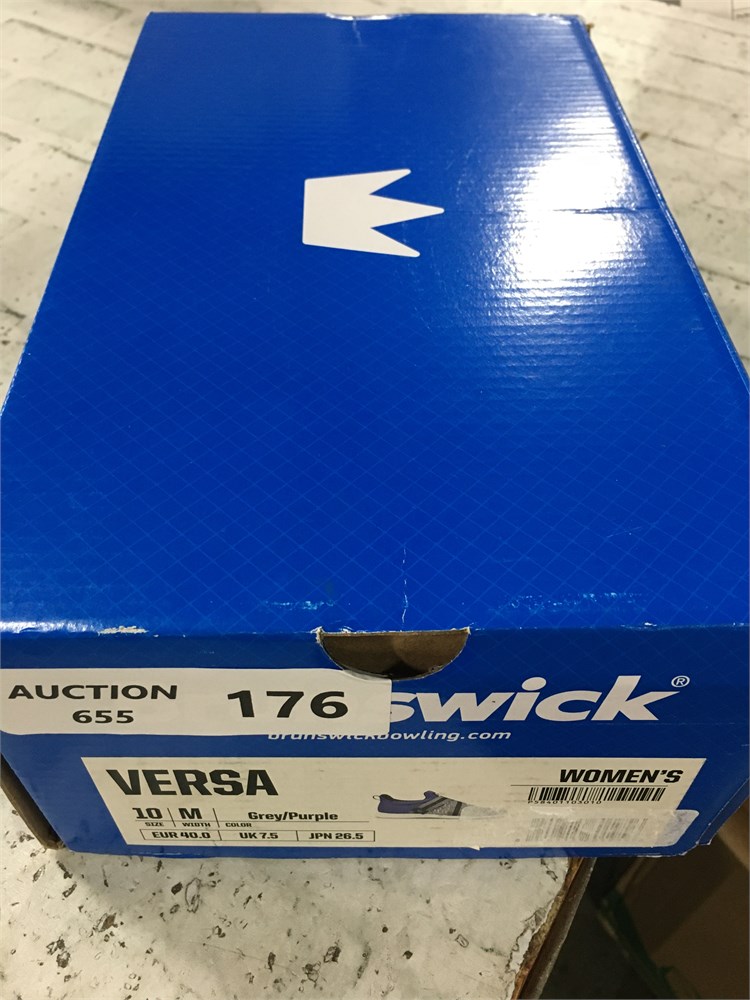 AUCTION
655
176
swick®
brunswickbowling.com
VERSA
WOMEN'S
10 M Grey/Purple
SIZE WIDTH COLOR
EUR 40.0 UK 7.5 JPN 26.5